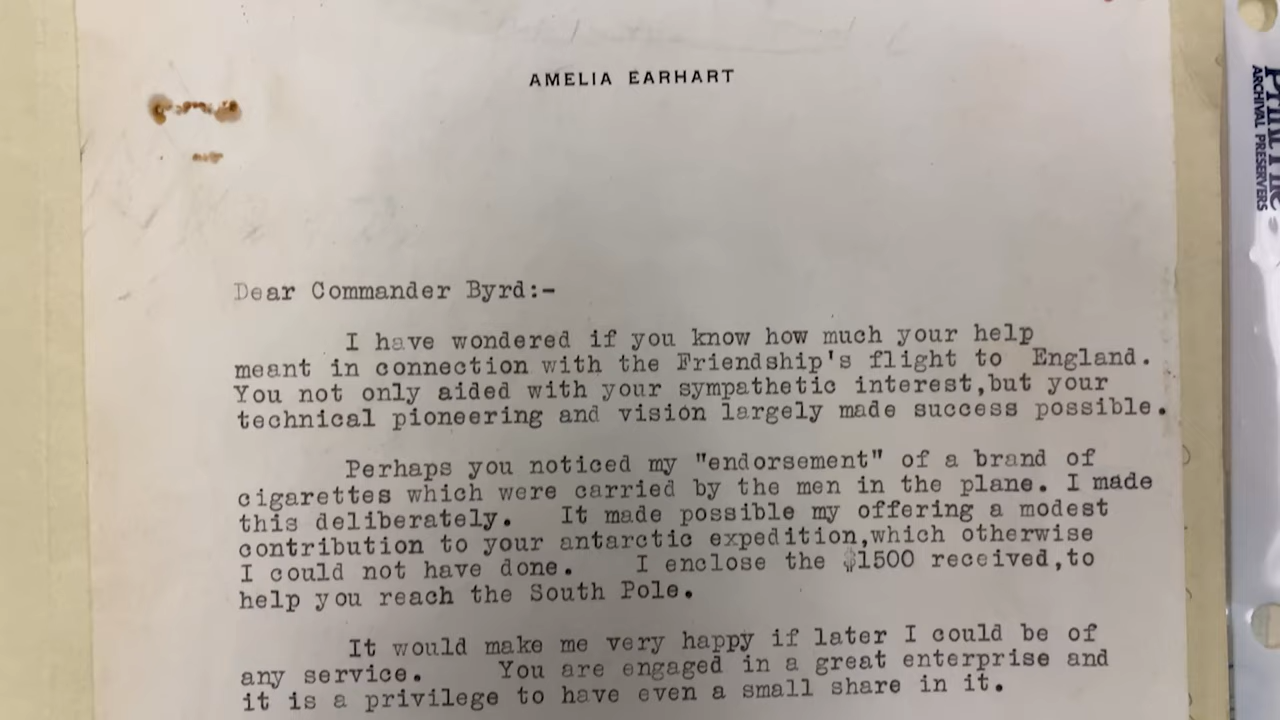 AMELIA EARHART
Dear Commander Byrd:-
I have wondered if you know how much your help
meant in connection with the Friendship's flight to England.
You not only aided with your sympathetic interest,but your
technical pioneering and vision largely made success possible.
Perhaps you noticed my "endorsement" of a brand of
cigarettes which were carried by the men in the plane. I made
this deliberately. It made possible my offering a modest
contribution to your antarctic expedition,which otherwise
I could not have done. I enclose the $1500 received,to
help you reach the South Pole.
It would make me very happy if later I could be of
any service. You are engaged in a great enterprise and
it is a privilege to have even a small share in it.
ARCHIVAL PRESERVERS